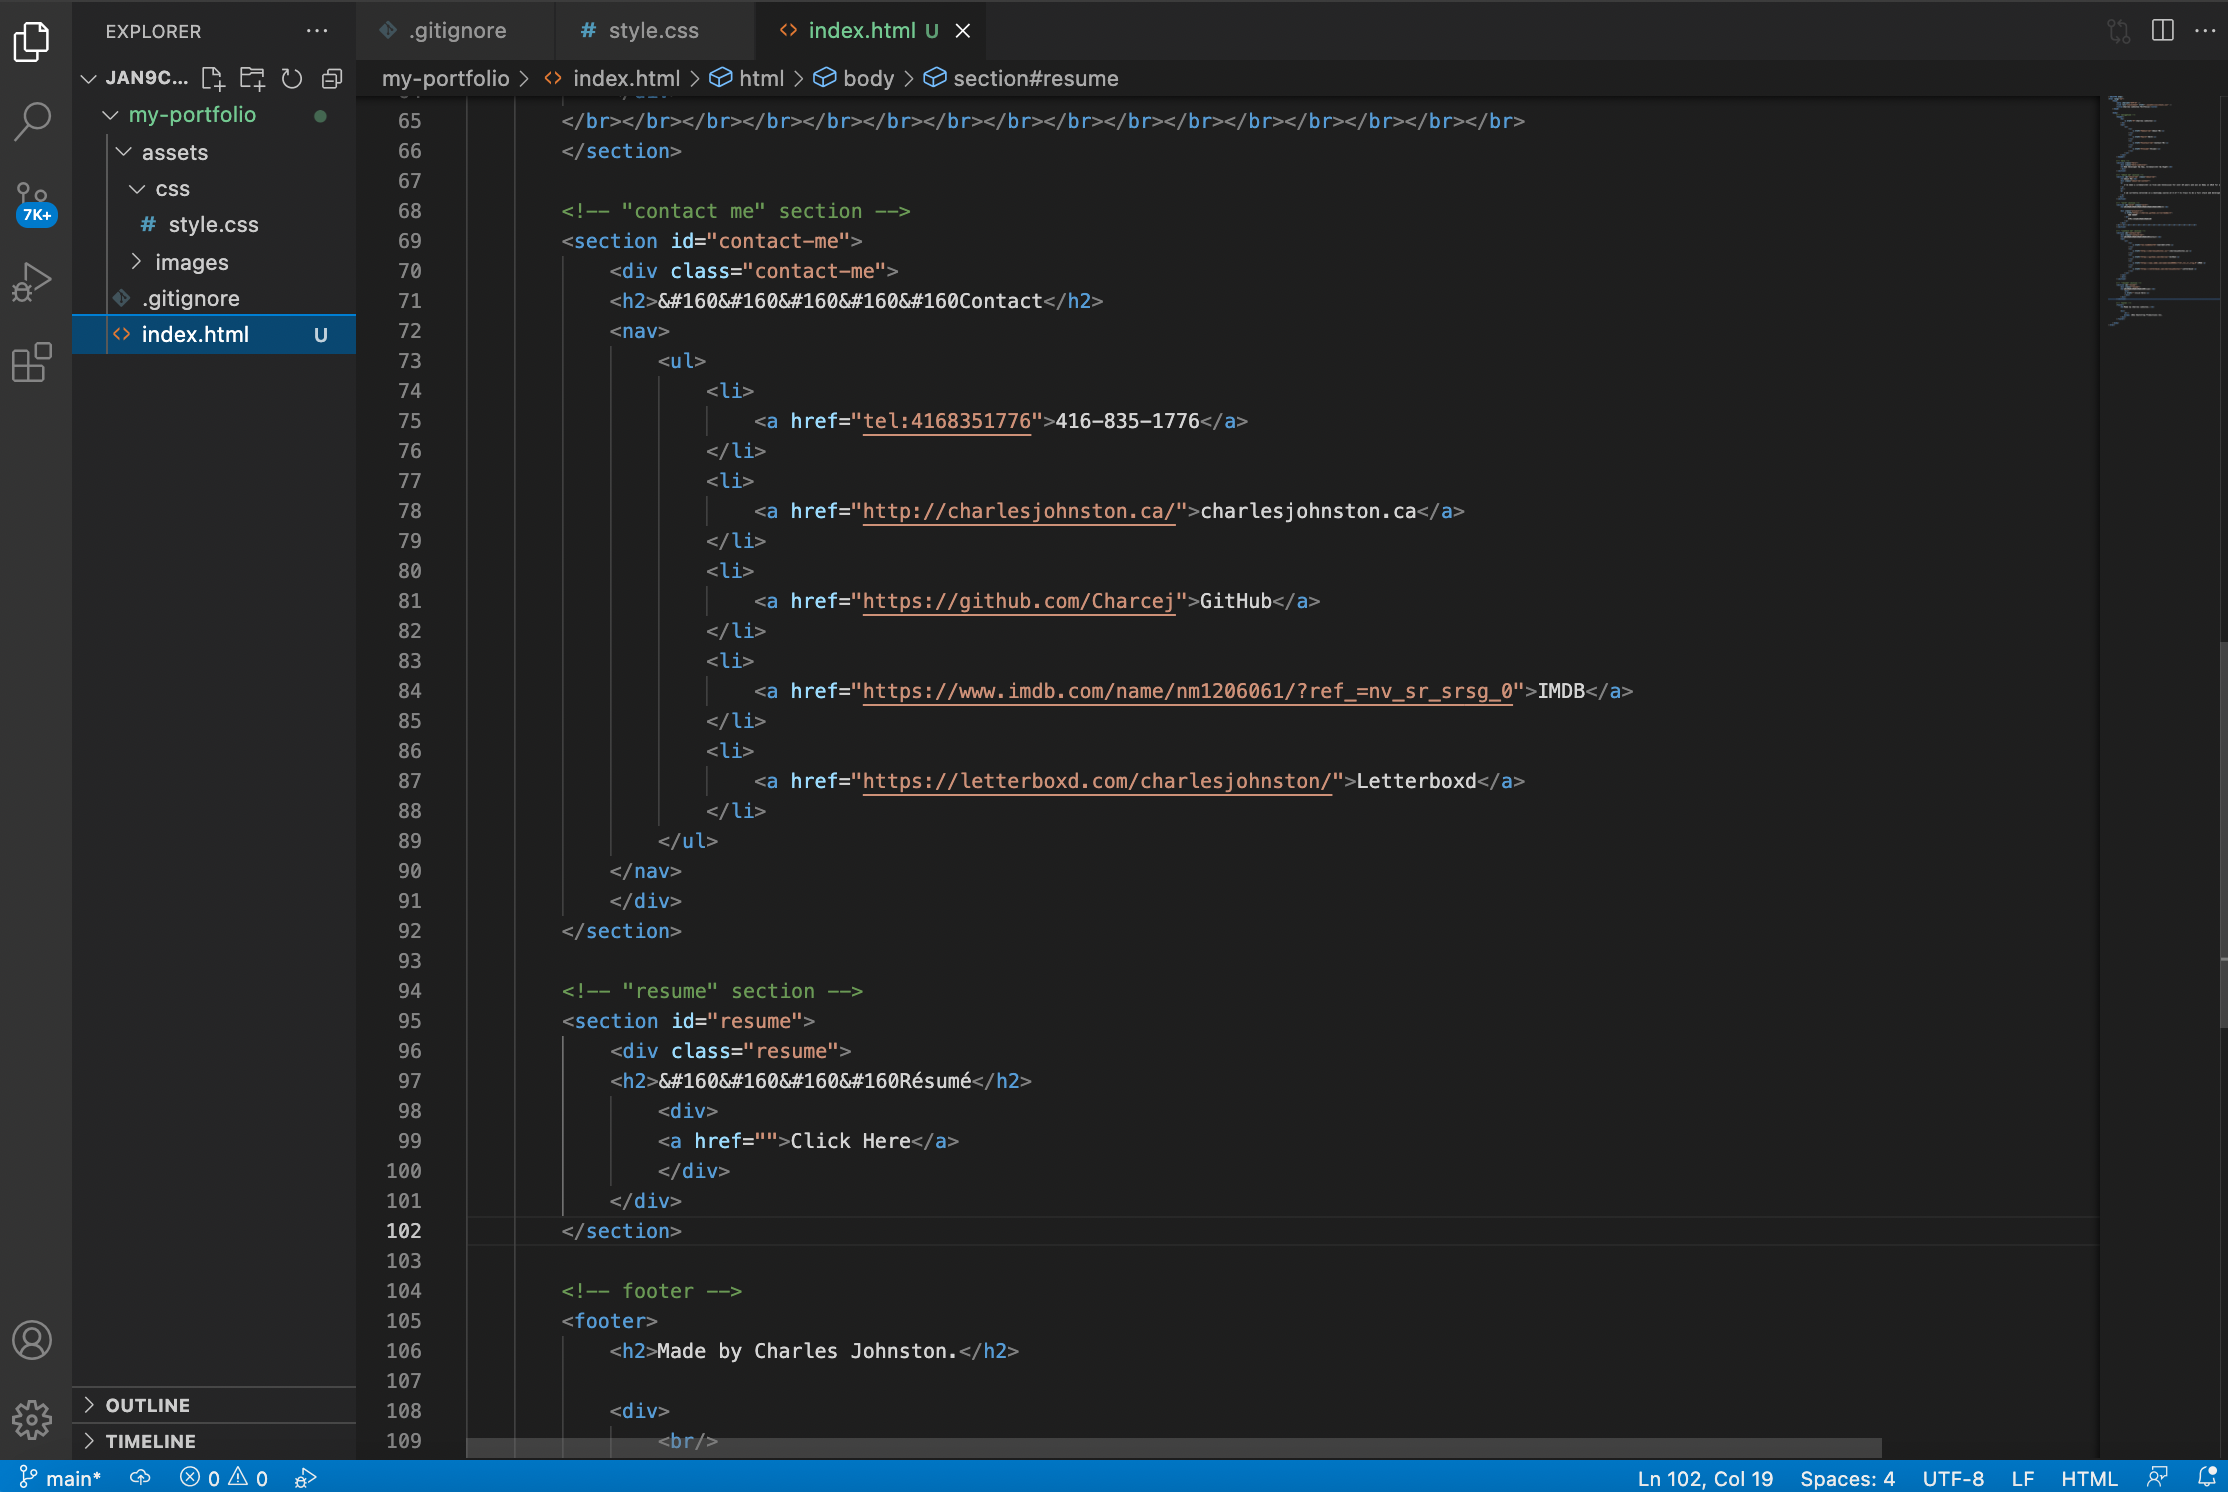 EXPLORER ···
.gitignore
# style.css
<> index.html U ×
JAN9C...
my-portfolio > <> index.html > html > body > section#resume
my-portfolio
assets
css
# style.css
images
.gitignore
<> index.html U
7K+
65 </br></br></br></br></br></br></br></br></br></br></br></br></br></br></br></br>
66 </section>
67
68 <!-- "contact me" section -->
69 <section id="contact-me">
70 <div class="contact-me">
71 <h2>&#160&#160&#160&#160&#160Contact</h2>
72 <nav>
73 <ul>
74 <li>
75 <a href="tel:4168351776">416-835-1776</a>
76 </li>
77 <li>
78 <a href="http://charlesjohnston.ca/">charlesjohnston.ca</a>
79 </li>
80 <li>
81 <a href="https://github.com/Charcej">GitHub</a>
82 </li>
83 <li>
84 <a href="https://www.imdb.com/name/nm1206061/?ref_=nv_sr_srsg_0">IMDB</a>
85 </li>
86 <li>
87 <a href="https://letterboxd.com/charlesjohnston/">Letterboxd</a>
88 </li>
89 </ul>
90 </nav>
91 </div>
92 </section>
93
94 <!-- "resume" section -->
95 <section id="resume">
96 <div class="resume">
97 <h2>&#160&#160&#160&#160Résumé</h2>
98 <div>
99 <a href="">Click Here</a>
100 </div>
101 </div>
102 </section>
103
104 <!-- footer -->
105 <footer>
106 <h2>Made by Charles Johnston.</h2>
107
108 <div>
109 <br/>
OUTLINE
TIMELINE
main* 0 0 Ln 102, Col 19 Spaces: 4 UTF-8 LF HTML